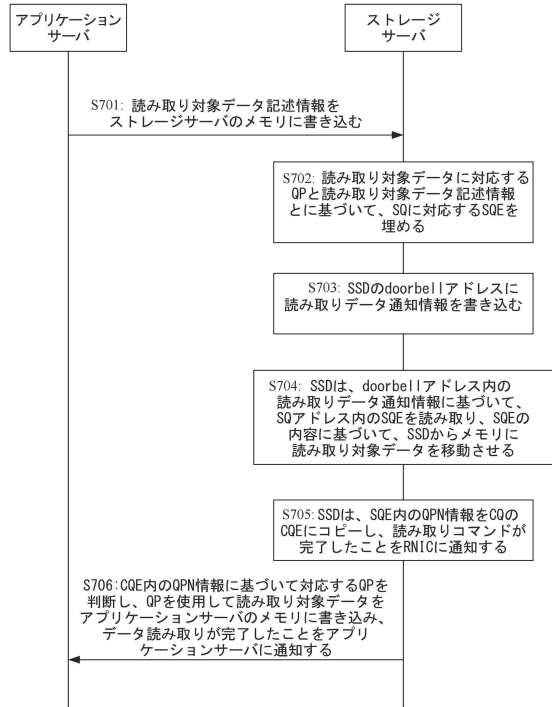 アプリケーション
サーバ
ストレージ
サーバ
S701: 読み取り対象データ記述情報を
ストレージサーバのメモリに書き込む
S702: 読み取り対象データに対応する
QPと読み取り対象データ記述情報
とに基づいて、SQに対応するSQEを
埋める
S703: SSDのdoorbellアドレスに
読み取りデータ通知情報を書き込む
S704: SSDは、doorbellアドレス内の
読み取りデータ通知情報に基づいて、
SQアドレス内のSQEを読み取り、SQEの
内容に基づいて、SSDからメモリに
読み取り対象データを移動させる
S705:SSDは、SQE内のQPN情報をCQの
CQEにコピーし、読み取りコマンドが
完了したことをRNICに通知する
S706:CQE内のQPN情報に基づいて対応するQPを
判断し、QPを使用して読み取り対象データを
アプリケーションサーバのメモリに書き込み、
データ読み取りが完了したことをアプリ
ケーションサーバに通知する